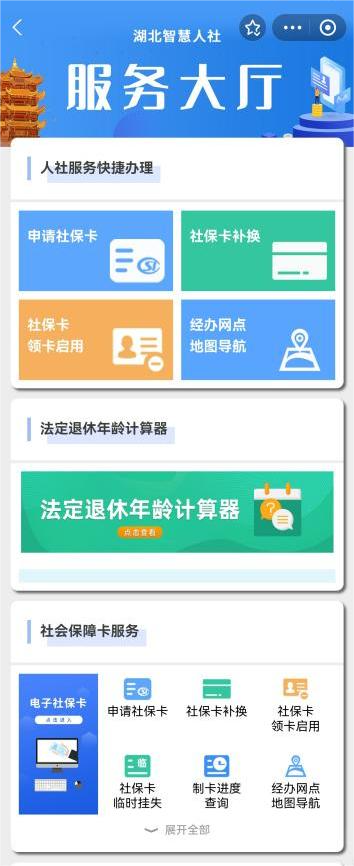 湖北智慧人社
服务大厅
人社服务快捷办理
申请社保卡
社保卡补换
社保卡
领卡启用
经办网点
地图导航
法定退休年龄计算器
法定退休年龄计算器
点击查看
社会保障卡服务
电子社保卡
点击进入
申请社保卡
社保卡补换
社保卡
领卡启用
临
社保卡
临时挂失
制卡进度
查询
经办网点
地图导航
展开全部